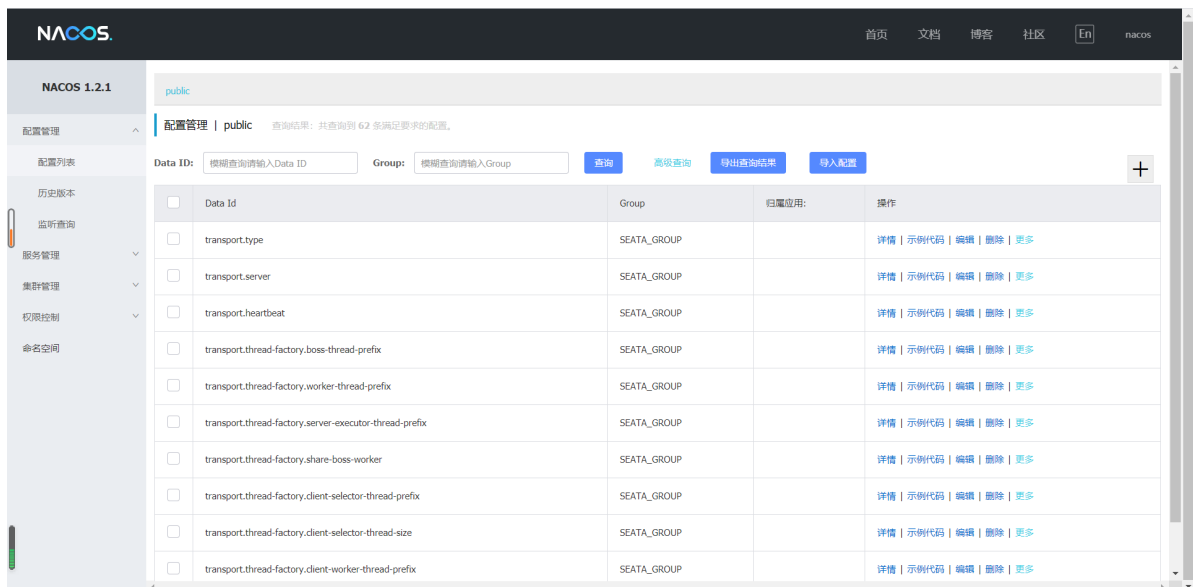 NACOS.
首页 文档 博客 社区 En nacos
NACOS 1.2.1
配置管理
配置列表
历史版本
监听查询
服务管理
集群管理
权限控制
命名空间
public
配置管理 | public 查询结果：共查询到 62 条满足要求的配置。
Data ID: 模糊查询请输入Data ID Group: 模糊查询请输入Group 查询 高级查询 导出查询结果 导入配置 +
Data Id Group 归属应用: 操作
transport.type SEATA_GROUP 详情 | 示例代码 | 编辑 | 删除 | 更多
transport.server SEATA_GROUP 详情 | 示例代码 | 编辑 | 删除 | 更多
transport.heartbeat SEATA_GROUP 详情 | 示例代码 | 编辑 | 删除 | 更多
transport.thread-factory.boss-thread-prefix SEATA_GROUP 详情 | 示例代码 | 编辑 | 删除 | 更多
transport.thread-factory.worker-thread-prefix SEATA_GROUP 详情 | 示例代码 | 编辑 | 删除 | 更多
transport.thread-factory.server-executor-thread-prefix SEATA_GROUP 详情 | 示例代码 | 编辑 | 删除 | 更多
transport.thread-factory.share-boss-worker SEATA_GROUP 详情 | 示例代码 | 编辑 | 删除 | 更多
transport.thread-factory.client-selector-thread-prefix SEATA_GROUP 详情 | 示例代码 | 编辑 | 删除 | 更多
transport.thread-factory.client-selector-thread-size SEATA_GROUP 详情 | 示例代码 | 编辑 | 删除 | 更多
transport.thread-factory.client-worker-thread-prefix SEATA_GROUP 详情 | 示例代码 | 编辑 | 删除 | 更多